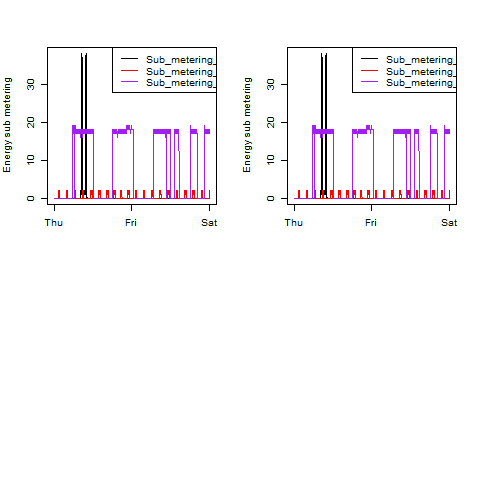 Energy sub metering
0 10 20 30
Thu Fri Sat
Sub_metering_
Sub_metering_
Sub_metering_
Energy sub metering
0 10 20 30
Thu Fri Sat
Sub_metering_
Sub_metering_
Sub_metering_